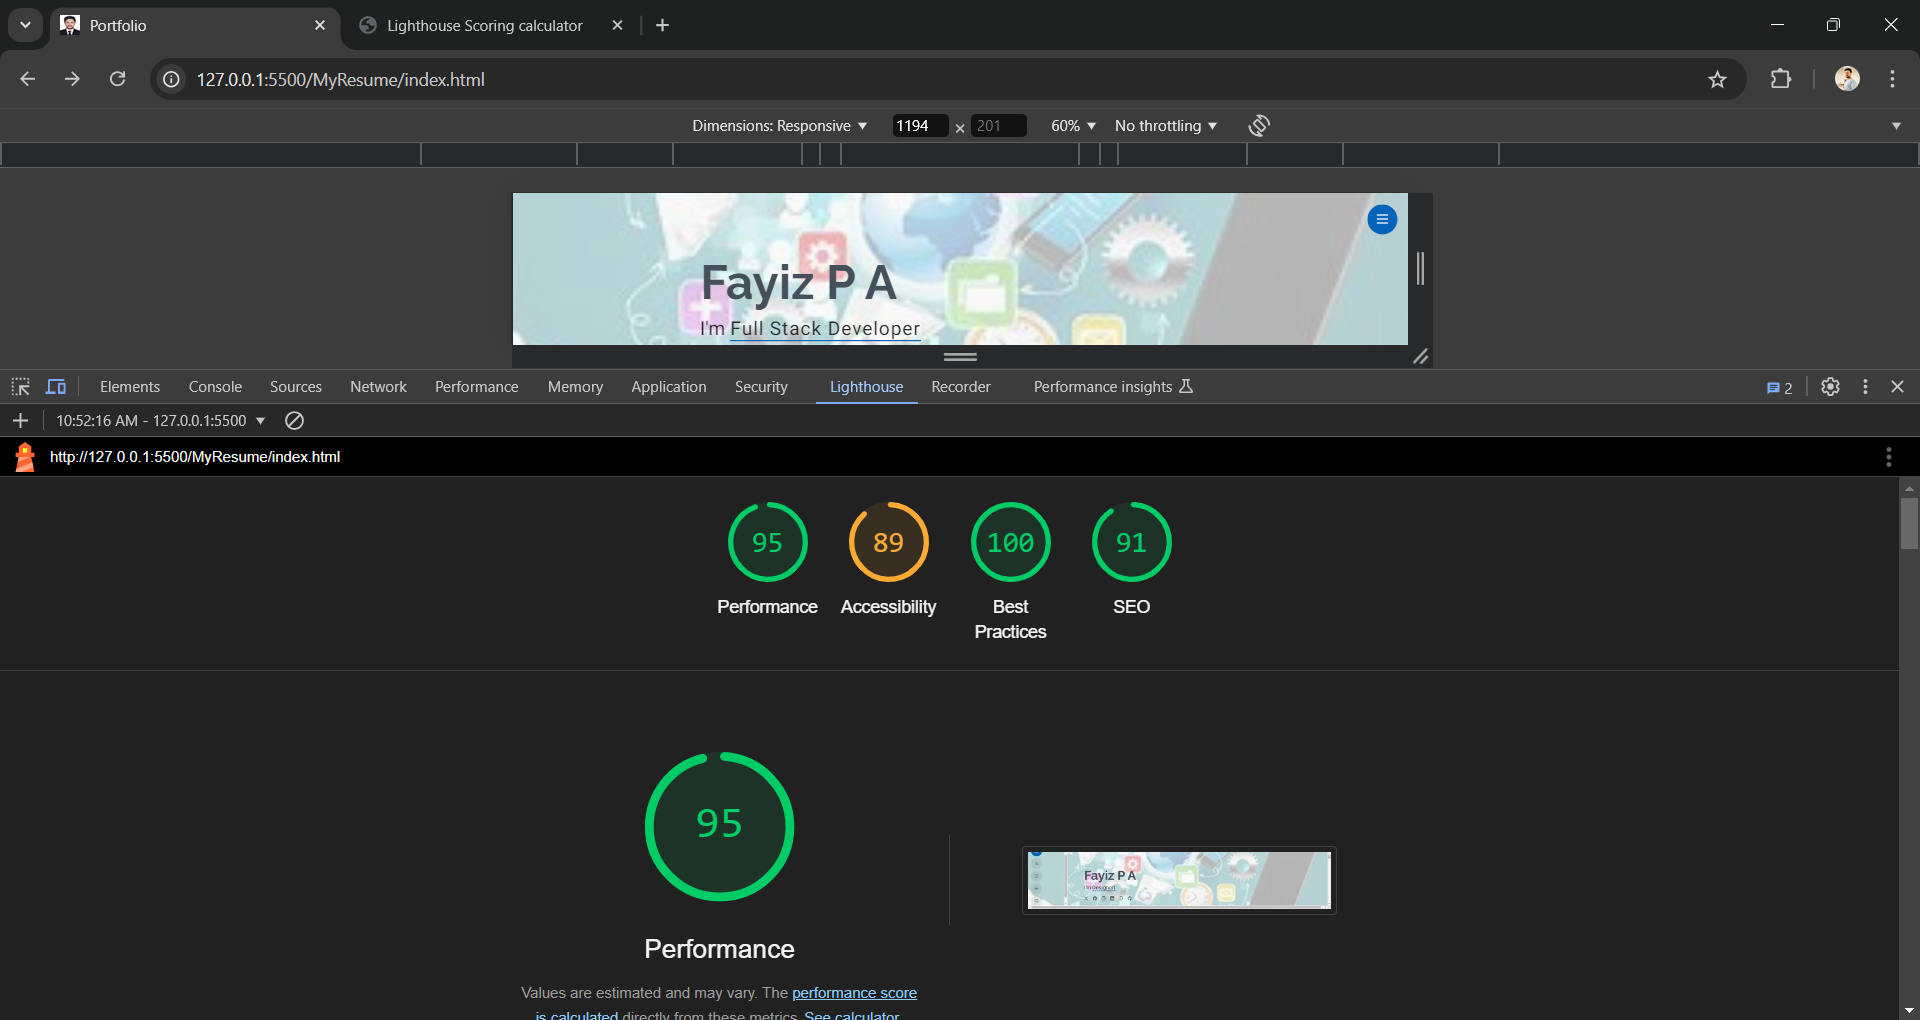 Portfolio
Lighthouse Scoring calculator
127.0.0.1:5500/MyResume/index.html
Dimensions: Responsive 1194 × 201 60% No throttling
Fayiz P A
I'm Full Stack Developer
Elements Console Sources Network Performance Memory Application Security Lighthouse Recorder Performance insights 2
10:52:16 AM - 127.0.0.1:5500
http://127.0.0.1:5500/MyResume/index.html
95 89 100 91
Performance Accessibility Best SEO
Practices
95
Fayiz P A
I'm Designer
Performance
Values are estimated and may vary. The performance score
is calculated directly from these metrics. See calculator.